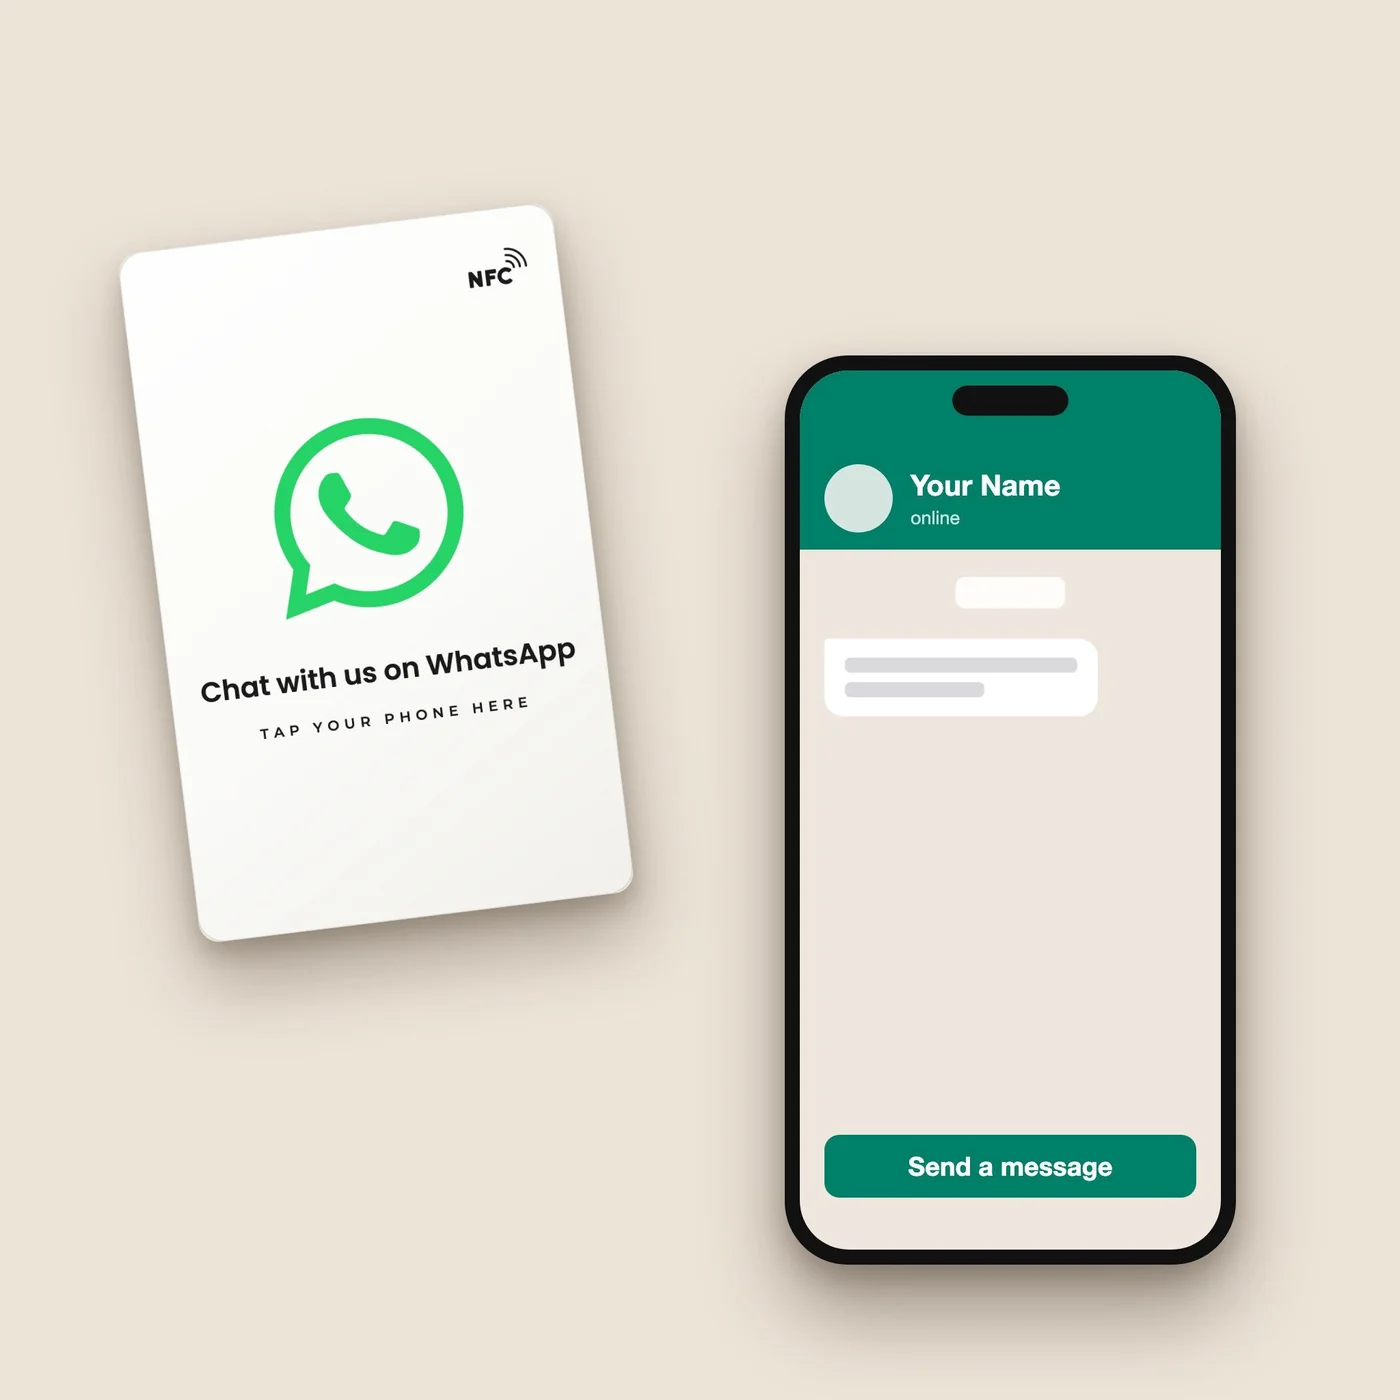 NFC
Chat with us on WhatsApp
TAP YOUR PHONE HERE
Your Name
online
Send a message